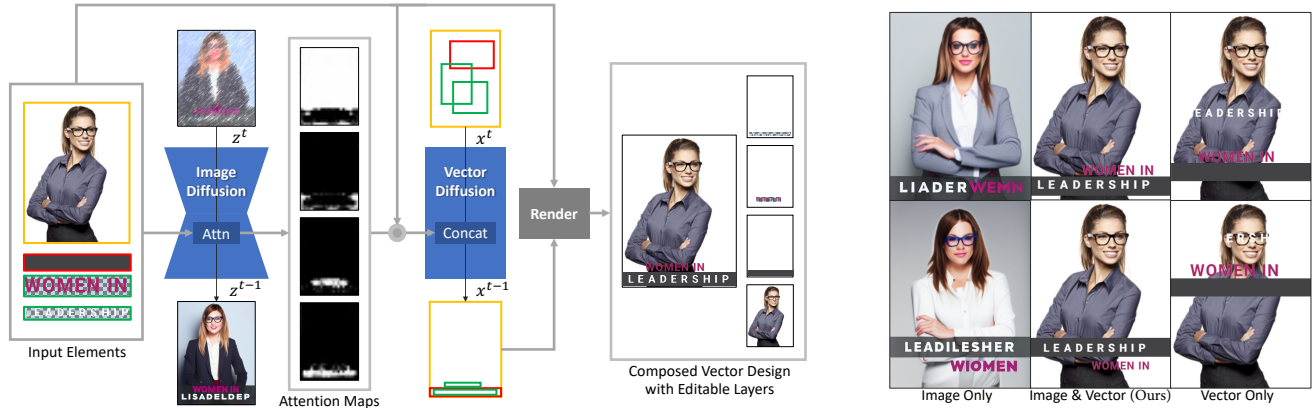 WOMEN IN
LEADERSHIP
Input Elements
z^t
Image
Diffusion
Attn
z^{t-1}
WOMEN IN
LISADELDEP
Attention Maps
x^t
Vector
Diffusion
Concat
x^{t-1}
Render
WOMEN IN
LEADERSHIP
Composed Vector Design
with Editable Layers
LIADERWEMN
WOMEN IN
LEADERSHIP
EADERSHI
WOMEN IN
LEADILESHER
WIOMEN
LEADERSHIP
WOMEN IN
ERSH
WOMEN IN
Image Only
Image & Vector (Ours)
Vector Only